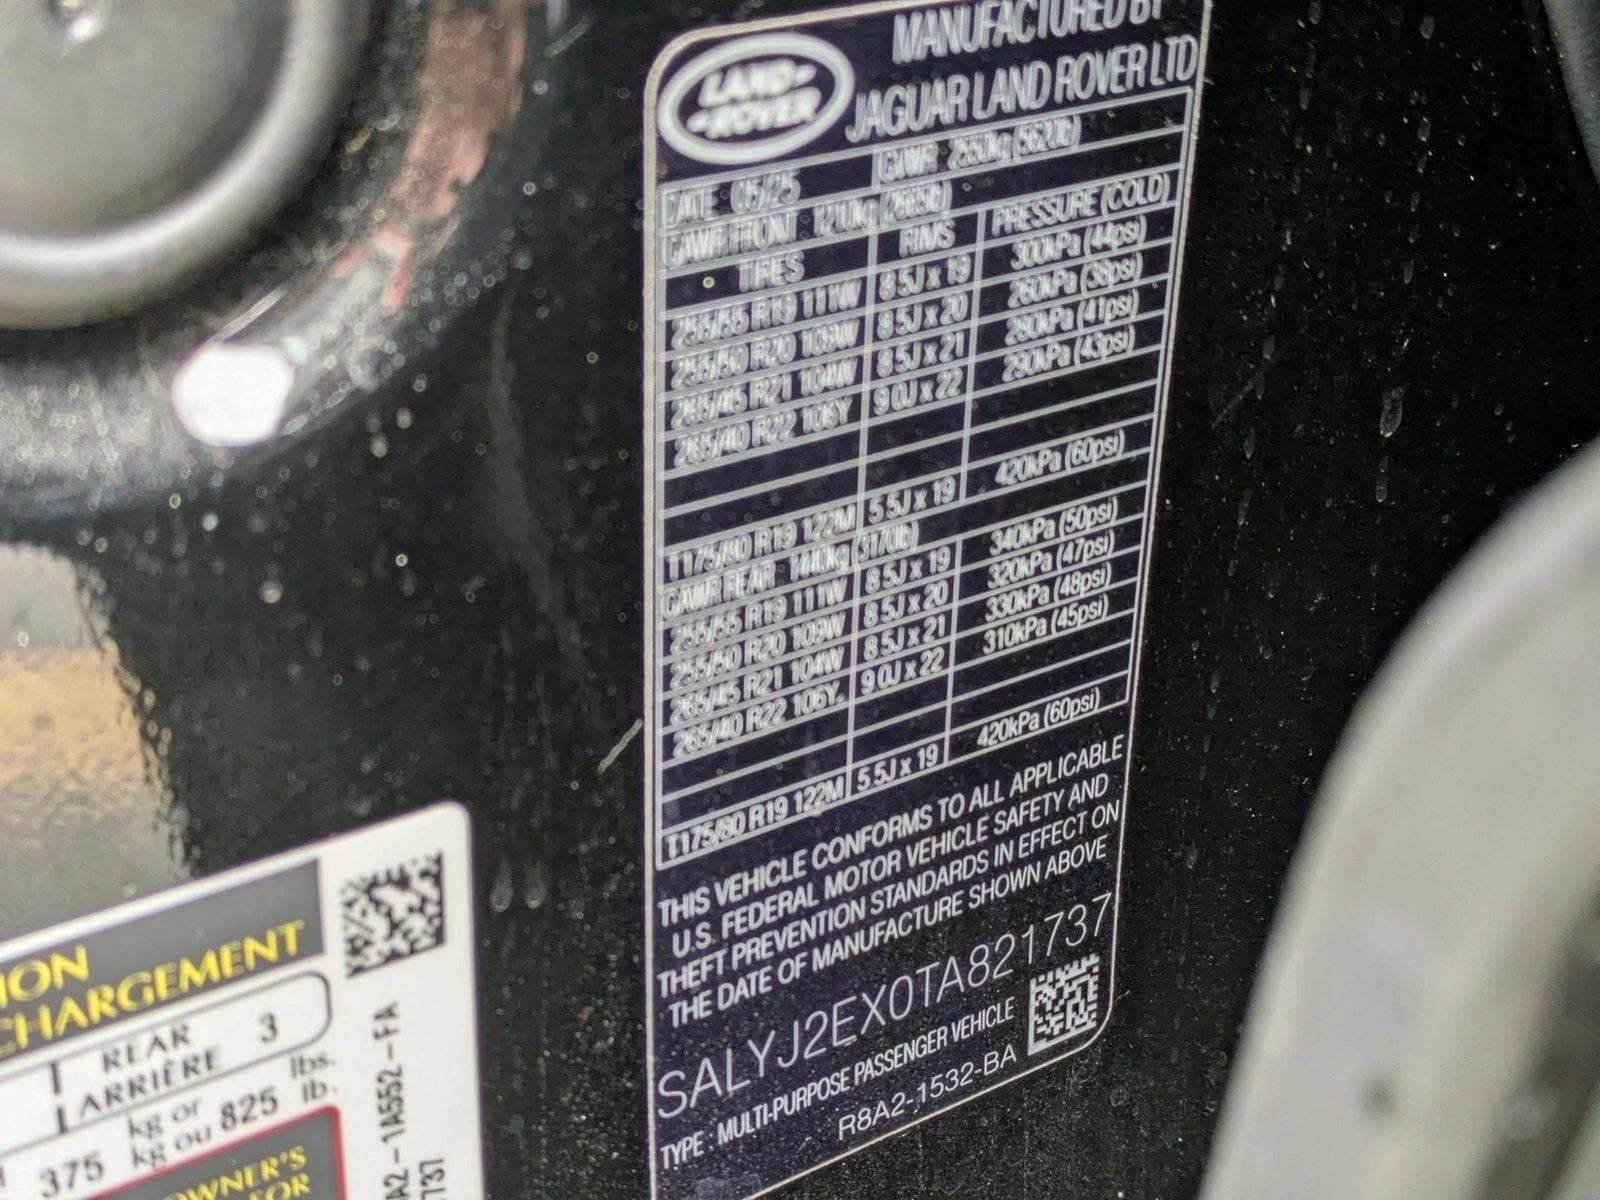 LAND-
-ROVER
MANUFACTURED BY
JAGUAR LAND ROVER LTD
DATE 05/25 GVWR 2550kg (5620lb)
GAWR FRONT 1210kg
TIRES RIMS PRESSURE (COLD)
255/55 R19 111W 8.5J x 19 300kPa (44psi)
255/50 R20 109W 8.5J x 20 260kPa (38psi)
265/45 R21 104W 8.5J x 21 280kPa (41psi)
265/40 R22 106Y 9.0J x 22 290kPa (43psi)
T175/80 R19 122M 5.5J x 19 420kPa (60psi)
GAWR REAR 1440kg (3170lb)
255/55 R19 111W 8.5J x 19 340kPa (50psi)
255/50 R20 109W 8.5J x 20 320kPa (47psi)
265/45 R21 104W 8.5J x 21 330kPa (48psi)
265/40 R22 106Y 9.0J x 22 310kPa (45psi)
T175/80 R19 122M 5.5J x 19 420kPa (60psi)
THIS VEHICLE CONFORMS TO ALL APPLICABLE
U.S. FEDERAL MOTOR VEHICLE SAFETY AND
THEFT PREVENTION STANDARDS IN EFFECT ON
THE DATE OF MANUFACTURE SHOWN ABOVE
SALYJ2EX0TA821737
TYPE : MULTI-PURPOSE PASSENGER VEHICLE
R8A2-1532-BA
ION
CHARGEMENT
REAR 3
ARRIÈRE
kg or lbs.
375 kg ou 825 lb.
OWNER'S
FOR
A2-1A5552-FA
1737